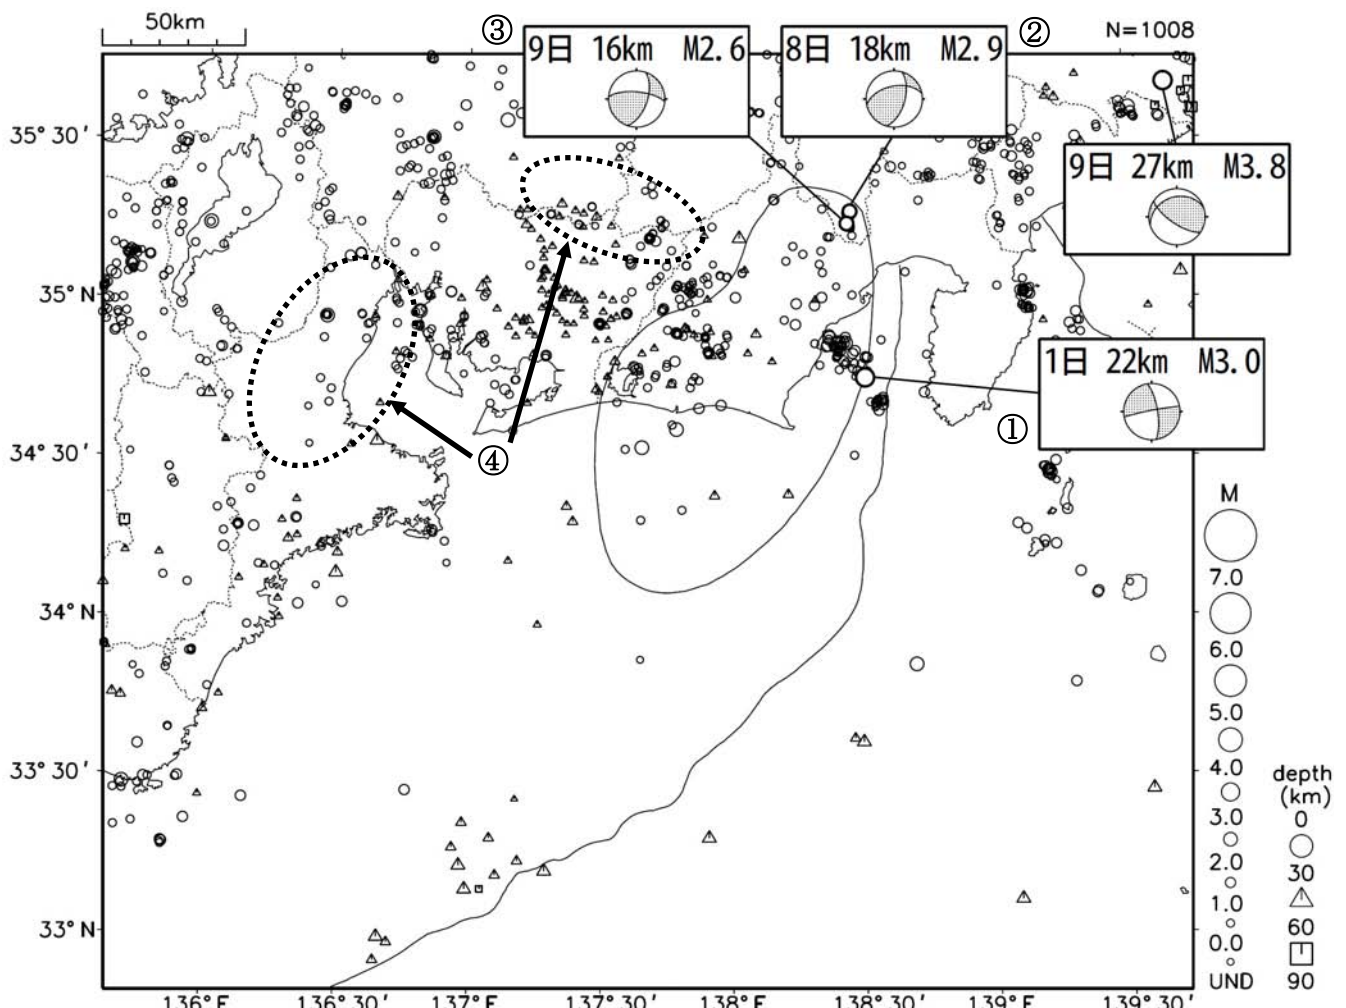 50km
③
②
N=1008
9日 16km M2.6
8日 18km M2.9
35°30′
9日 27km M3.8
35°N
1日 22km M3.0
①
④
34°30′
M
7.0
34°N
6.0
5.0
33°30′
4.0
depth
(km)
0
3.0
30
2.0
1.0
33°N
60
0.0
UND
90
136°E
136°30′
137°E
137°30′
138°E
138°30′
139°E
139°30′